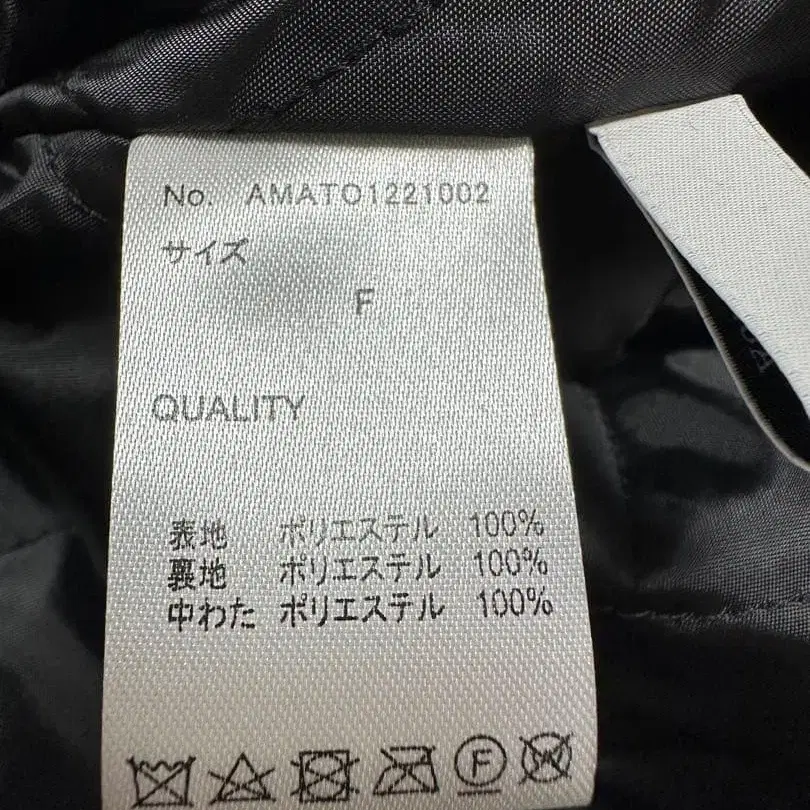 No. AMATO1221002
サイズ
F
QUALITY
表地 ポリエステル 100%
裏地 ポリエステル 100%
中わた ポリエステル 100%
F
W